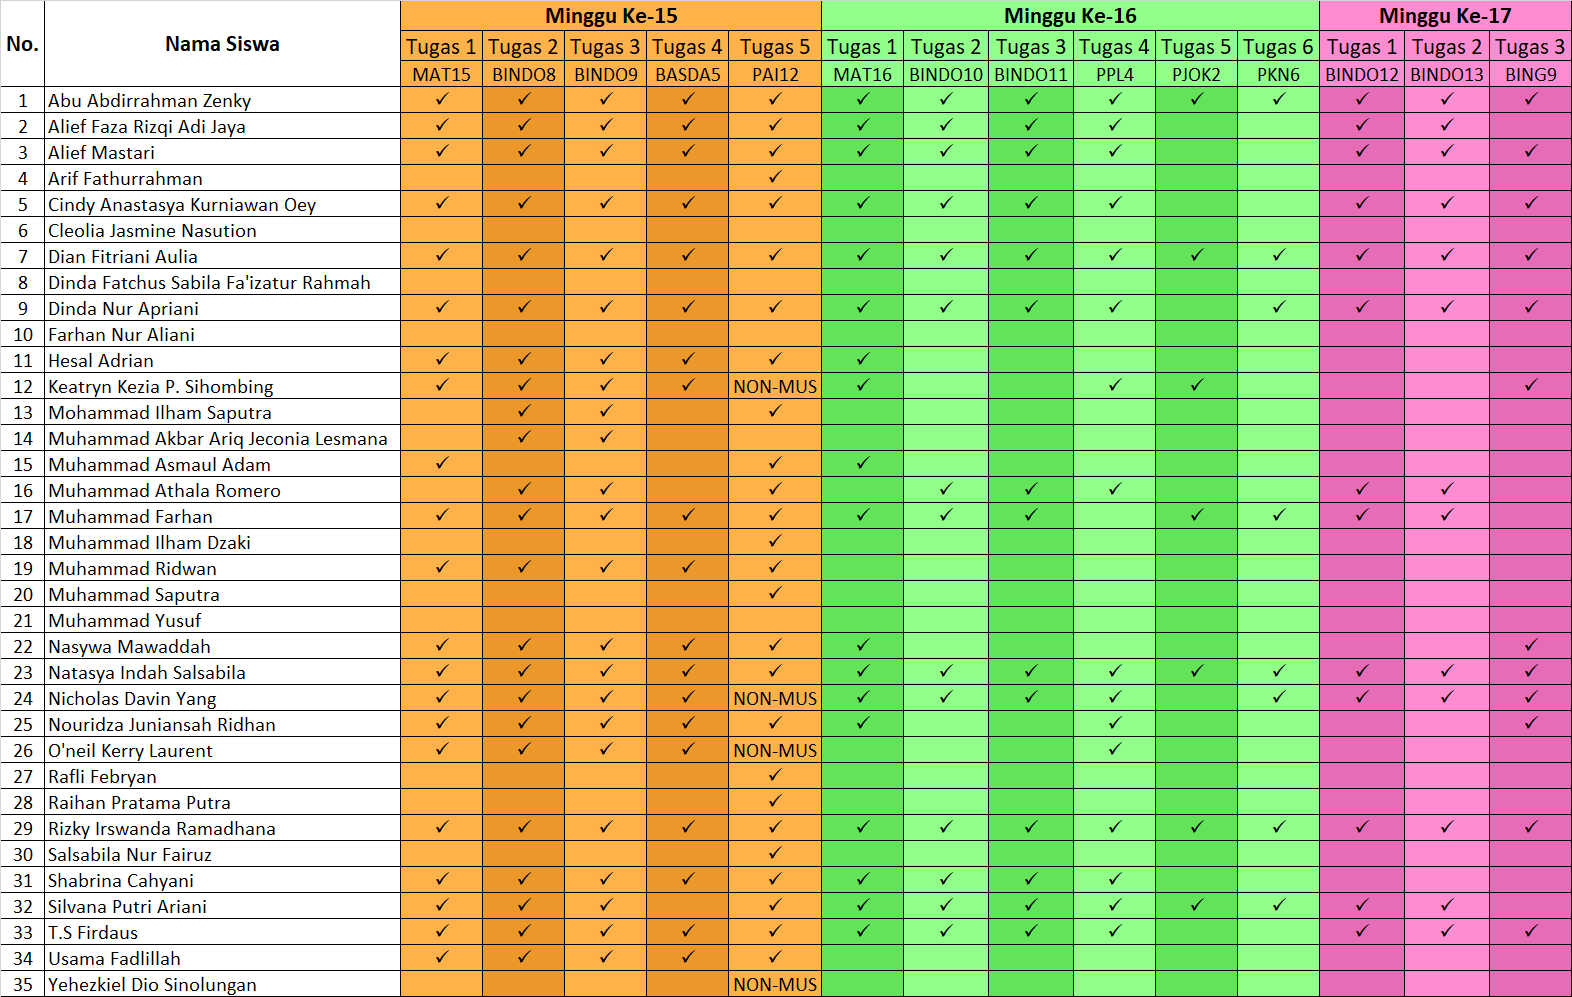 No. Nama Siswa Minggu Ke-15 Minggu Ke-16 Minggu Ke-17
Tugas 1 Tugas 2 Tugas 3 Tugas 4 Tugas 5 Tugas 1 Tugas 2 Tugas 3 Tugas 4 Tugas 5 Tugas 6 Tugas 1 Tugas 2 Tugas 3
MAT15 BINDO8 BINDO9 BASDA5 PAI12 MAT16 BINDO10 BINDO11 PPL4 PJOK2 PKN6 BINDO12 BINDO13 BING9
1 Abu Abdirrahman Zenky ✓ ✓ ✓ ✓ ✓ ✓ ✓ ✓ ✓ ✓ ✓ ✓ ✓ ✓
2 Alief Faza Rizqi Adi Jaya ✓ ✓ ✓ ✓ ✓ ✓ ✓ ✓ ✓ ✓ ✓
3 Alief Mastari ✓ ✓ ✓ ✓ ✓ ✓ ✓ ✓ ✓ ✓ ✓ ✓
4 Arif Fathurrahman ✓
5 Cindy Anastasya Kurniawan Oey ✓ ✓ ✓ ✓ ✓ ✓ ✓ ✓ ✓ ✓ ✓ ✓
6 Cleolia Jasmine Nasution
7 Dian Fitriani Aulia ✓ ✓ ✓ ✓ ✓ ✓ ✓ ✓ ✓ ✓ ✓ ✓ ✓ ✓
8 Dinda Fatchus Sabila Fa'izatur Rahmah
9 Dinda Nur Apriani ✓ ✓ ✓ ✓ ✓ ✓ ✓ ✓ ✓ ✓ ✓ ✓ ✓
10 Farhan Nur Aliani
11 Hesal Adrian ✓ ✓ ✓ ✓ ✓ ✓
12 Keatryn Kezia P. Sihombing ✓ ✓ ✓ ✓ NON-MUS ✓ ✓ ✓ ✓
13 Mohammad Ilham Saputra ✓ ✓ ✓
14 Muhammad Akbar Ariq Jeconia Lesmana ✓ ✓
15 Muhammad Asmaul Adam ✓ ✓ ✓
16 Muhammad Athala Romero ✓ ✓ ✓ ✓ ✓ ✓ ✓ ✓
17 Muhammad Farhan ✓ ✓ ✓ ✓ ✓ ✓ ✓ ✓ ✓ ✓ ✓ ✓
18 Muhammad Ilham Dzaki ✓
19 Muhammad Ridwan ✓ ✓ ✓ ✓ ✓
20 Muhammad Saputra ✓
21 Muhammad Yusuf
22 Nasywa Mawaddah ✓ ✓ ✓ ✓ ✓ ✓ ✓
23 Natasya Indah Salsabila ✓ ✓ ✓ ✓ ✓ ✓ ✓ ✓ ✓ ✓ ✓ ✓ ✓ ✓
24 Nicholas Davin Yang ✓ ✓ ✓ ✓ NON-MUS ✓ ✓ ✓ ✓ ✓ ✓ ✓ ✓
25 Nouridza Juniansah Ridhan ✓ ✓ ✓ ✓ ✓ ✓ ✓ ✓
26 O'neil Kerry Laurent ✓ ✓ ✓ ✓ NON-MUS ✓
27 Rafli Febryan ✓
28 Raihan Pratama Putra ✓
29 Rizky Irswanda Ramadhana ✓ ✓ ✓ ✓ ✓ ✓ ✓ ✓ ✓ ✓ ✓ ✓ ✓ ✓
30 Salsabila Nur Fairuz ✓
31 Shabrina Cahyani ✓ ✓ ✓ ✓ ✓ ✓ ✓ ✓ ✓
32 Silvana Putri Ariani ✓ ✓ ✓ ✓ ✓ ✓ ✓ ✓ ✓ ✓ ✓ ✓
33 T.S Firdaus ✓ ✓ ✓ ✓ ✓ ✓ ✓ ✓ ✓ ✓ ✓ ✓
34 Usama Fadlillah ✓ ✓ ✓ ✓ ✓
35 Yehezkiel Dio Sinolungan NON-MUS